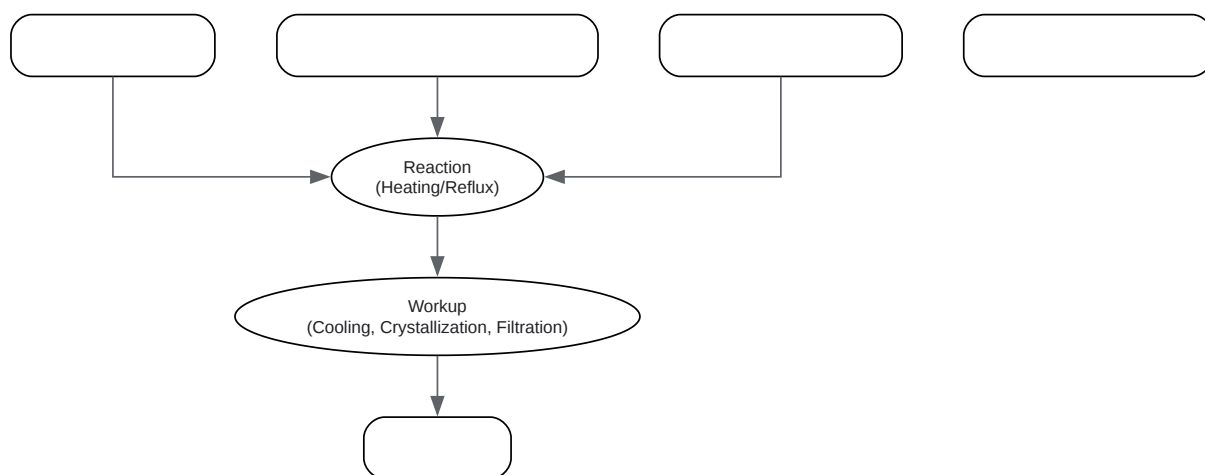 Reaction
(Heating/Reflux)
Workup
(Cooling, Crystallization, Filtration)